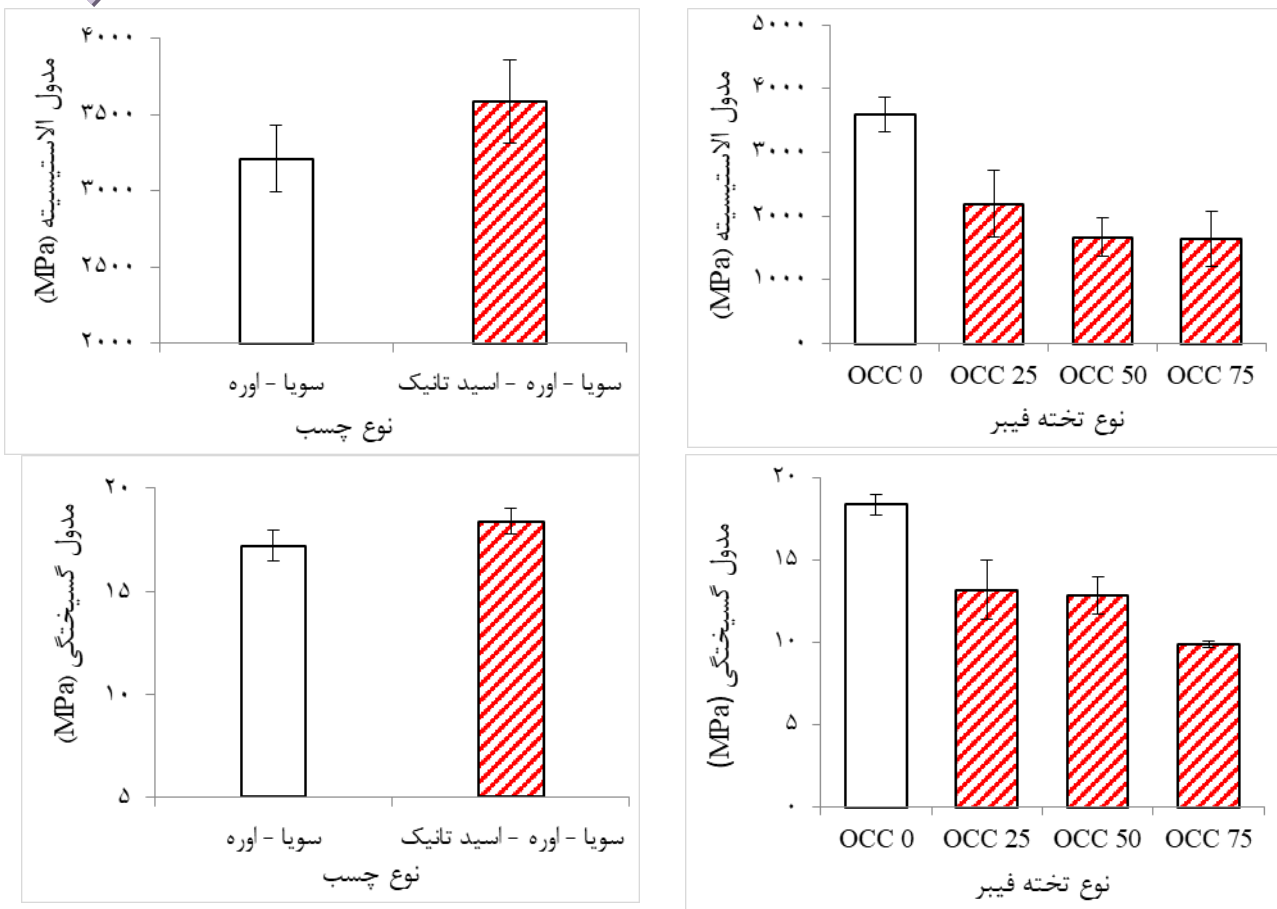 مدول الاستیسیته (MPa)
۴۰۰۰
۳۵۰۰
۳۰۰۰
۲۵۰۰
۲۰۰۰
سویا - اوره
سویا - اوره - اسید تانیک
نوع چسب
مدول الاستیسیته (MPa)
۵۰۰۰
۴۰۰۰
۳۰۰۰
۲۰۰۰
۱۰۰۰
۰
OCC 0 OCC 25 OCC 50 OCC 75
نوع تخته فیبر
مدول گسیختگی (MPa)
۲۰
۱۵
۱۰
۵
سویا - اوره
سویا - اوره - اسید تانیک
نوع چسب
مدول گسیختگی (MPa)
۲۰
۱۵
۱۰
۵
۰
OCC 0 OCC 25 OCC 50 OCC 75
نوع تخته فیبر